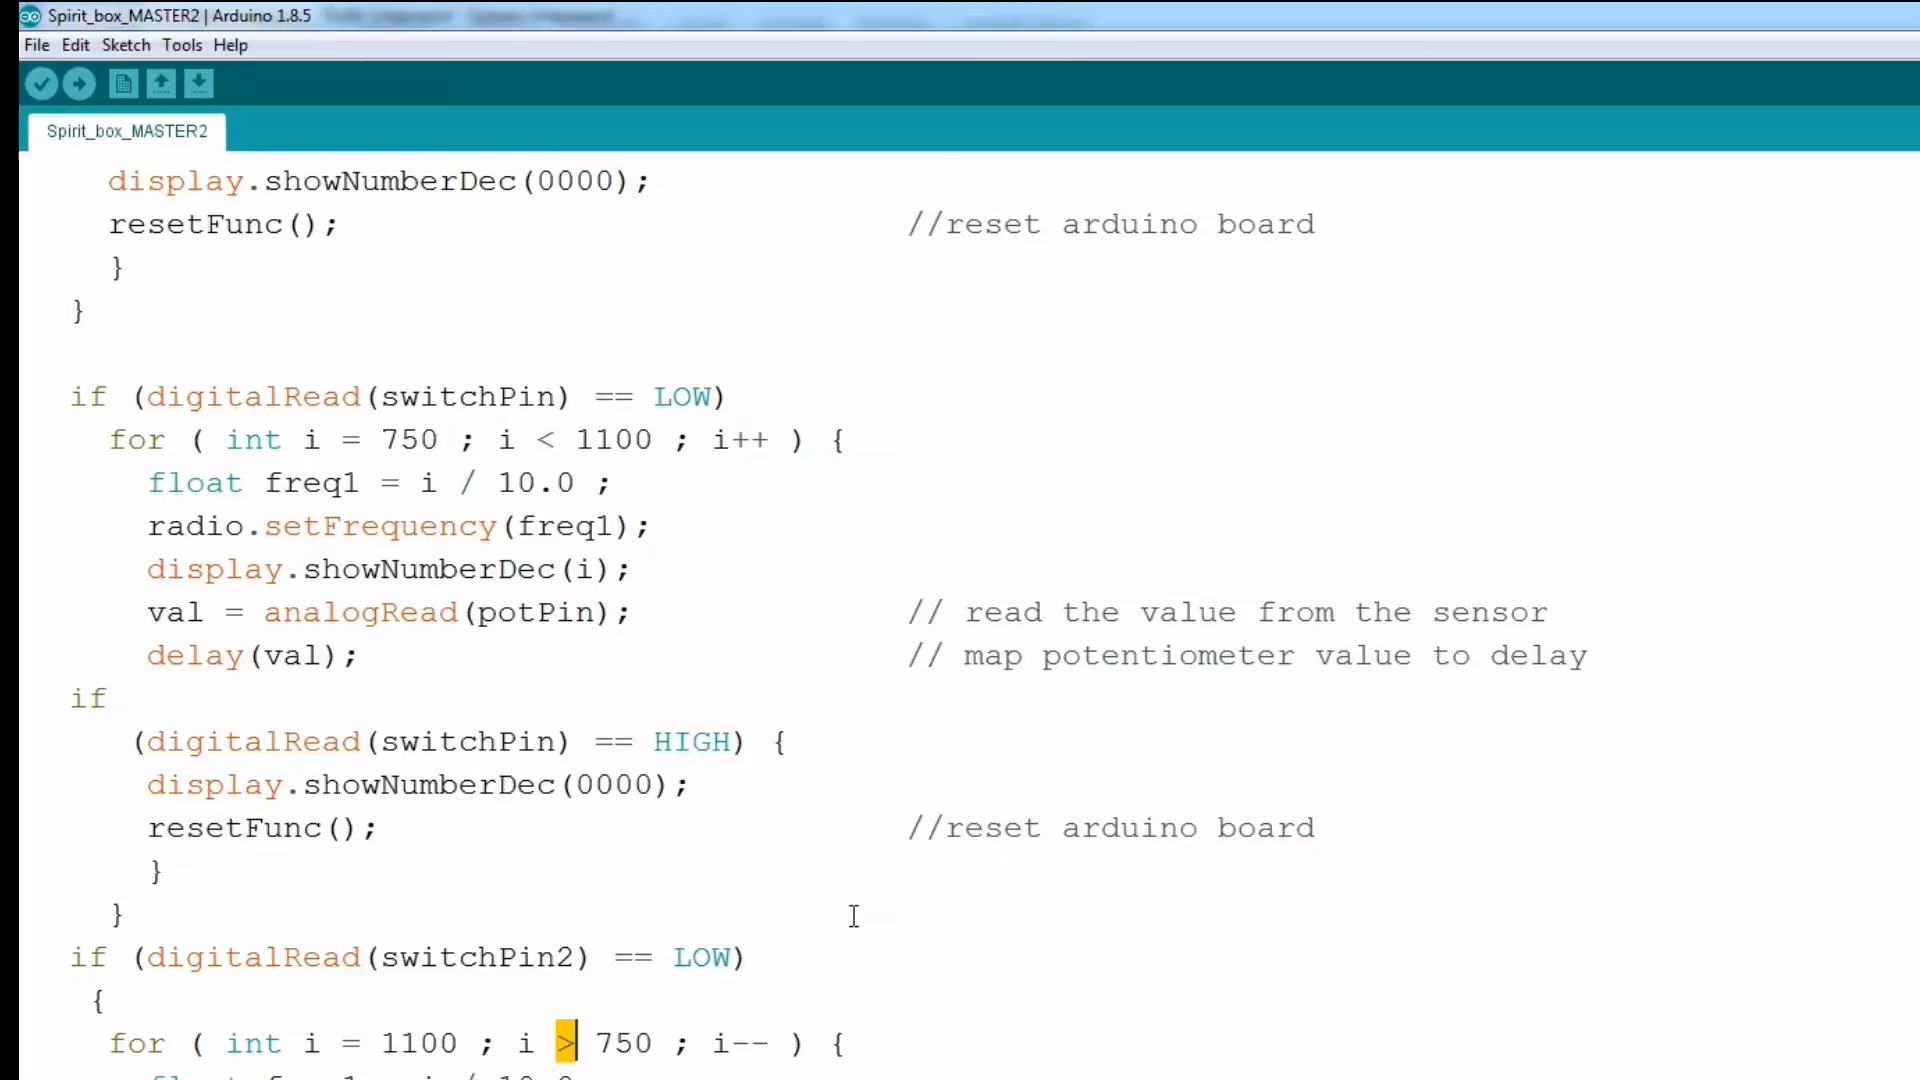 Spirit_box_MASTER2 | Arduino 1.8.5
File Edit Sketch Tools Help
Spirit_box_MASTER2
display.showNumberDec(0000);
resetFunc(); //reset arduino board
}
}
if (digitalRead(switchPin) == LOW)
for ( int i = 750 ; i < 1100 ; i++ ) {
float freq1 = i / 10.0 ;
radio.setFrequency(freq1);
display.showNumberDec(i);
val = analogRead(potPin); // read the value from the sensor
delay(val); // map potentiometer value to delay
if
(digitalRead(switchPin) == HIGH) {
display.showNumberDec(0000);
resetFunc(); //reset arduino board
}
}
if (digitalRead(switchPin2) == LOW)
{
for ( int i = 1100 ; i > 750 ; i-- ) {